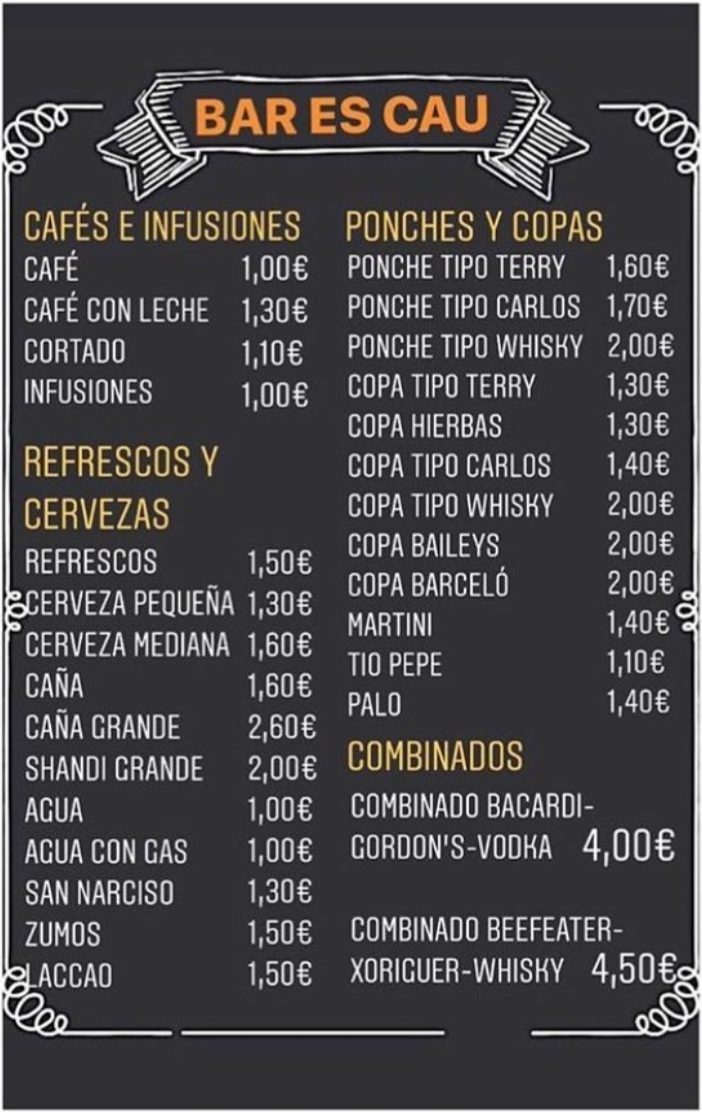 BAR ES CAU
CAFÉS E INFUSIONES
CAFÉ 1,00€
CAFÉ CON LECHE 1,30€
CORTADO 1,10€
INFUSIONES 1,00€
REFRESCOS Y
CERVEZAS
REFRESCOS 1,50€
CERVEZA PEQUEÑA 1,30€
CERVEZA MEDIANA 1,60€
CAÑA 1,60€
CAÑA GRANDE 2,60€
SHANDI GRANDE 2,00€
AGUA 1,00€
AGUA CON GAS 1,00€
SAN NARCISO 1,30€
ZUMOS 1,50€
LACCAO 1,50€
PONCHES Y COPAS
PONCHE TIPO TERRY 1,60€
PONCHE TIPO CARLOS 1,70€
PONCHE TIPO WHISKY 2,00€
COPA TIPO TERRY 1,30€
COPA HIERBAS 1,30€
COPA TIPO CARLOS 1,40€
COPA TIPO WHISKY 2,00€
COPA BAILEYS 2,00€
COPA BARCELÓ 2,00€
MARTINI 1,40€
TIO PEPE 1,10€
PALO 1,40€
COMBINADOS
COMBINADO BACARDI-
GORDON'S-VODKA 4,00€
COMBINADO BEEFEATER-
XORIGUER-WHISKY 4,50€